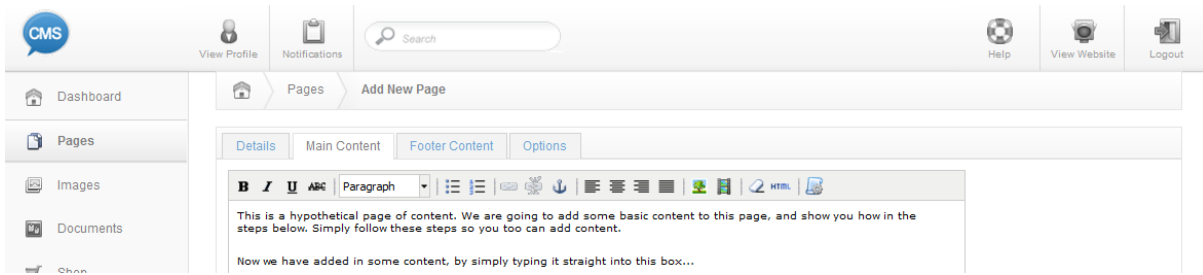 CMS
View Profile
Notifications
Search
Help
View Website
Logout
Dashboard
Pages
Add New Page
Pages
Details
Main Content
Footer Content
Options
Images
B I U ABC Paragraph HTML
Documents
This is a hypothetical page of content. We are going to add some basic content to this page, and show you how in the
steps below. Simply follow these steps so you too can add content.
Now we have added in some content, by simply typing it straight into this box...
Shop